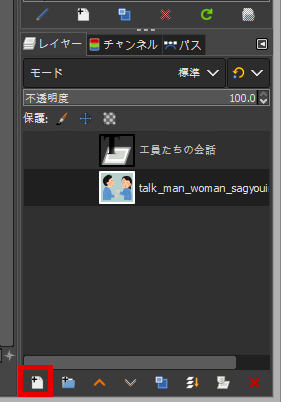 レイヤー チャンネル パス
モード 標準
不透明度 100.0
保護:
工員たちの会話
talk_man_woman_sagyoui